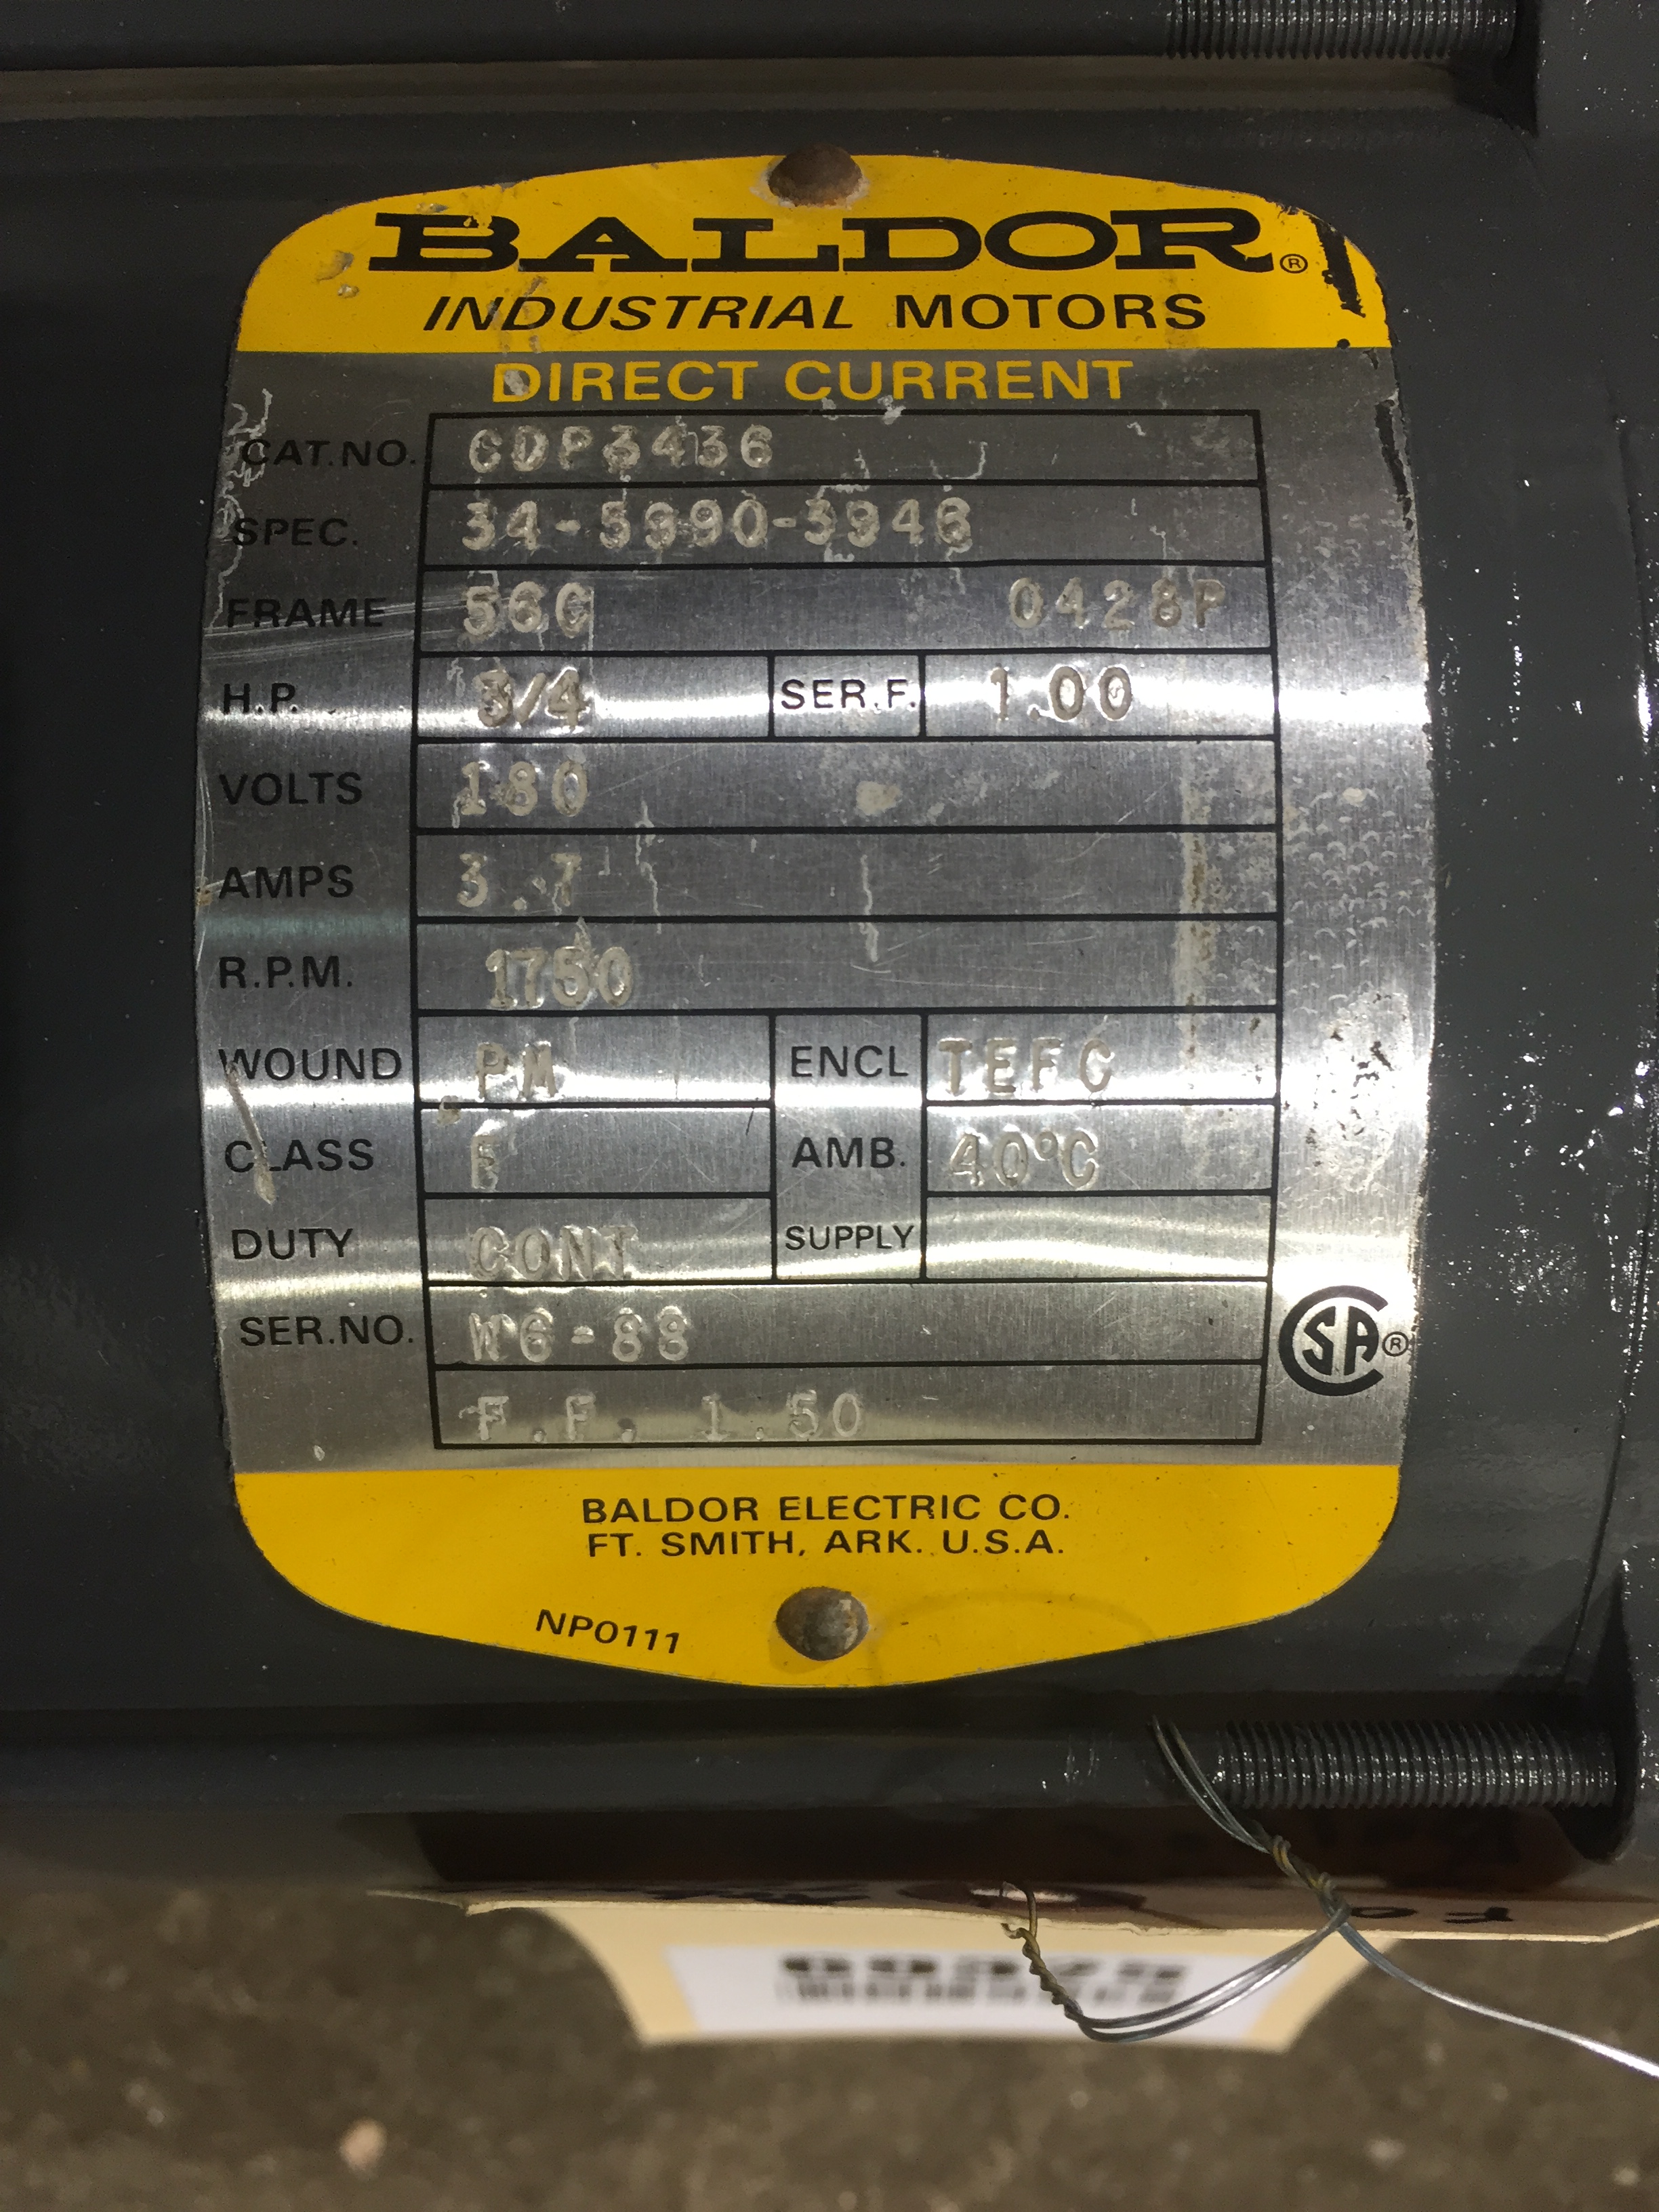 BALDOR®
INDUSTRIAL MOTORS
DIRECT CURRENT
CAT.NO. CDP3436
SPEC. 34-5990-3946
FRAME 56C 0428P
H.P. 3/4 SER.F. 1.00
VOLTS 180
AMPS 3.7
R.P.M. 1750
WOUND PM ENCL TEFC
CLASS F AMB. 40°C
DUTY CONT SUPPLY
SER.NO. W6-88
F.F. 1.50
CSA®
BALDOR ELECTRIC CO.
FT. SMITH, ARK. U.S.A.
NP0111